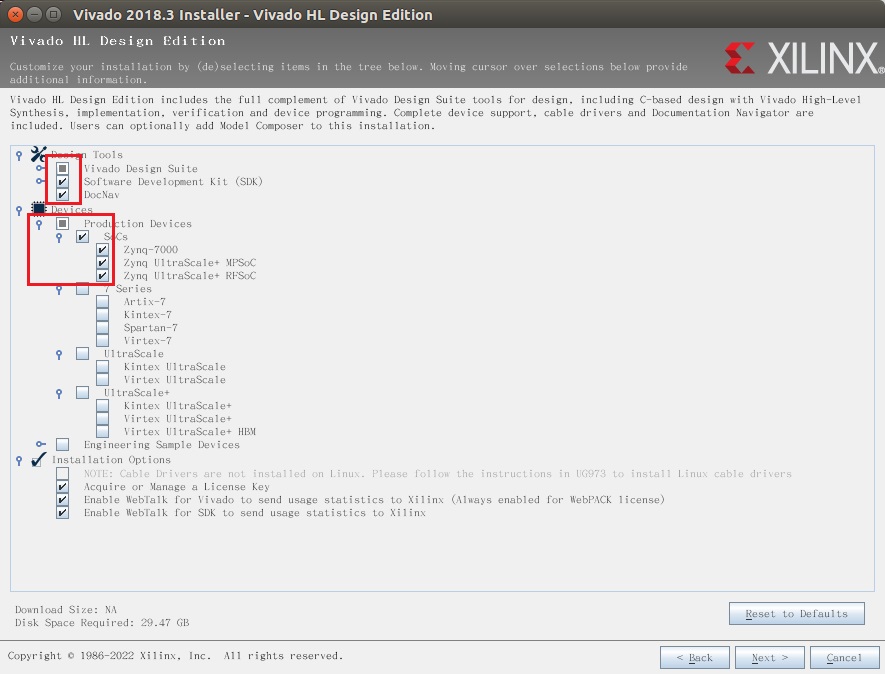 Vivado 2018.3 Installer - Vivado HL Design Edition
Vivado HL Design Edition
Customize your installation by (de)selecting items in the tree below. Moving cursor over selections below provide
additional information.
XILINX®
Vivado HL Design Edition includes the full complement of Vivado Design Suite tools for design, including C-based design with Vivado High-Level
Synthesis, implementation, verification and device programming. Complete device support, cable drivers and Documentation Navigator are
included. Users can optionally add Model Composer to this installation.
Design Tools
Vivado Design Suite
Software Development Kit (SDK)
DocNav
Devices
Production Devices
SoCs
Zynq-7000
Zynq UltraScale+ MPSoC
Zynq UltraScale+ RFSoC
7 Series
Artix-7
Kintex-7
Spartan-7
Virtex-7
UltraScale
Kintex UltraScale
Virtex UltraScale
UltraScale+
Kintex UltraScale+
Virtex UltraScale+
Virtex UltraScale+ HBM
Engineering Sample Devices
Installation Options
NOTE: Cable Drivers are not installed on Linux. Please follow the instructions in UG973 to install Linux cable drivers
Acquire or Manage a License Key
Enable WebTalk for Vivado to send usage statistics to Xilinx (Always enabled for WebPACK license)
Enable WebTalk for SDK to send usage statistics to Xilinx
Download Size: NA
Disk Space Required: 29.47 GB
Reset to Defaults
Copyright © 1986-2022 Xilinx, Inc. All rights reserved.
< Back
Next >
Cancel